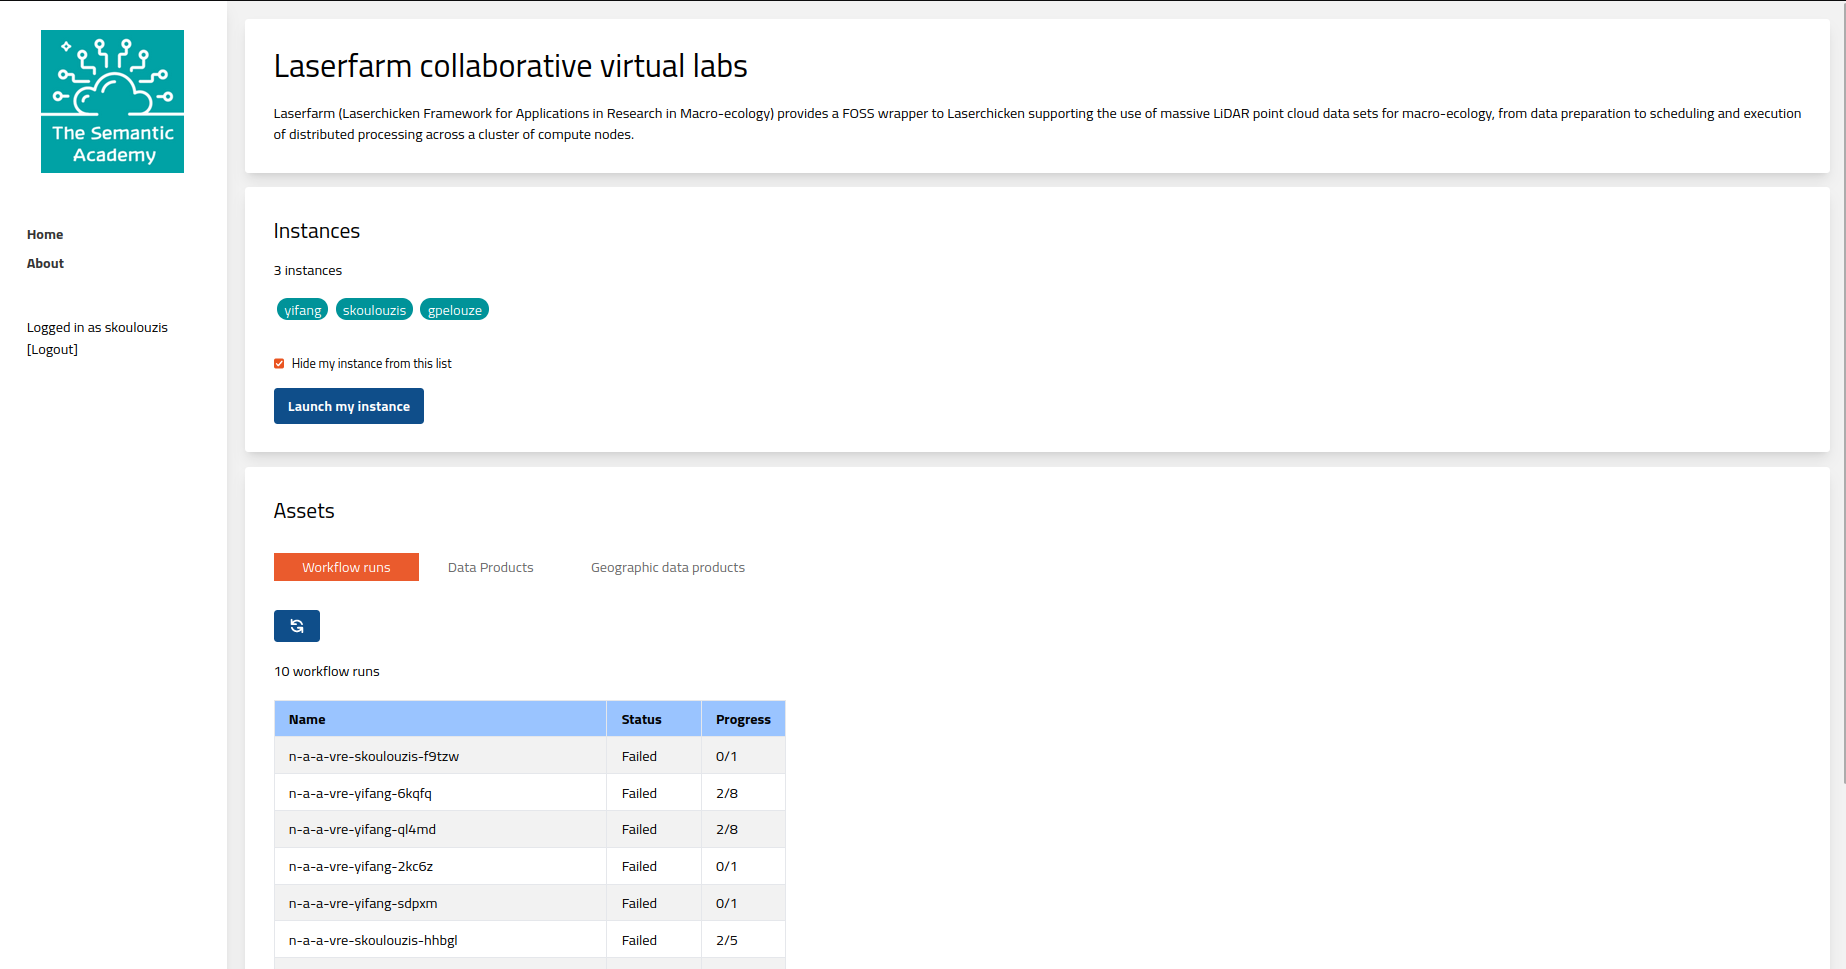 The Semantic
Academy
Home
About
Logged in as skoulouzis
[Logout]
Laserfarm collaborative virtual labs
Laserfarm (Laserchicken Framework for Applications in Research in Macro-ecology) provides a FOSS wrapper to Laserchicken supporting the use of massive LiDAR point cloud data sets for macro-ecology, from data preparation to scheduling and execution
of distributed processing across a cluster of compute nodes.
Instances
3 instances
yifang skoulouzis gpelouze
Hide my instance from this list
Launch my instance
Assets
Workflow runs Data Products Geographic data products
10 workflow runs
Name Status Progress
n-a-a-vre-skoulouzis-f9tzw Failed 0/1
n-a-a-vre-yifang-6kqfq Failed 2/8
n-a-a-vre-yifang-ql4md Failed 2/8
n-a-a-vre-yifang-2kc6z Failed 0/1
n-a-a-vre-yifang-sdpxm Failed 0/1
n-a-a-vre-skoulouzis-hhbgl Failed 2/5